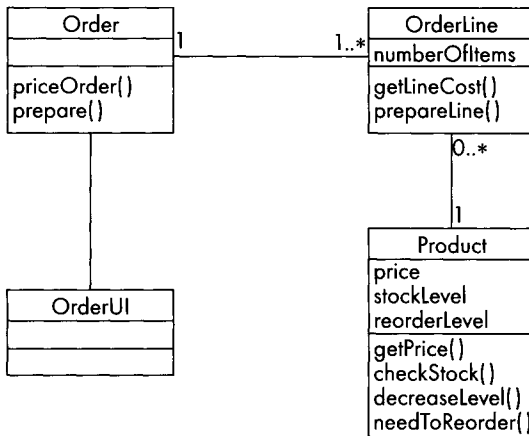 Order
priceOrder()
prepare()
1
1..*
OrderLine
numberOfItems
getLineCost()
prepareLine()
0..*
1
Product
price
stockLevel
reorderLevel
getPrice()
checkStock()
decreaseLevel()
needToReorder()
OrderUI